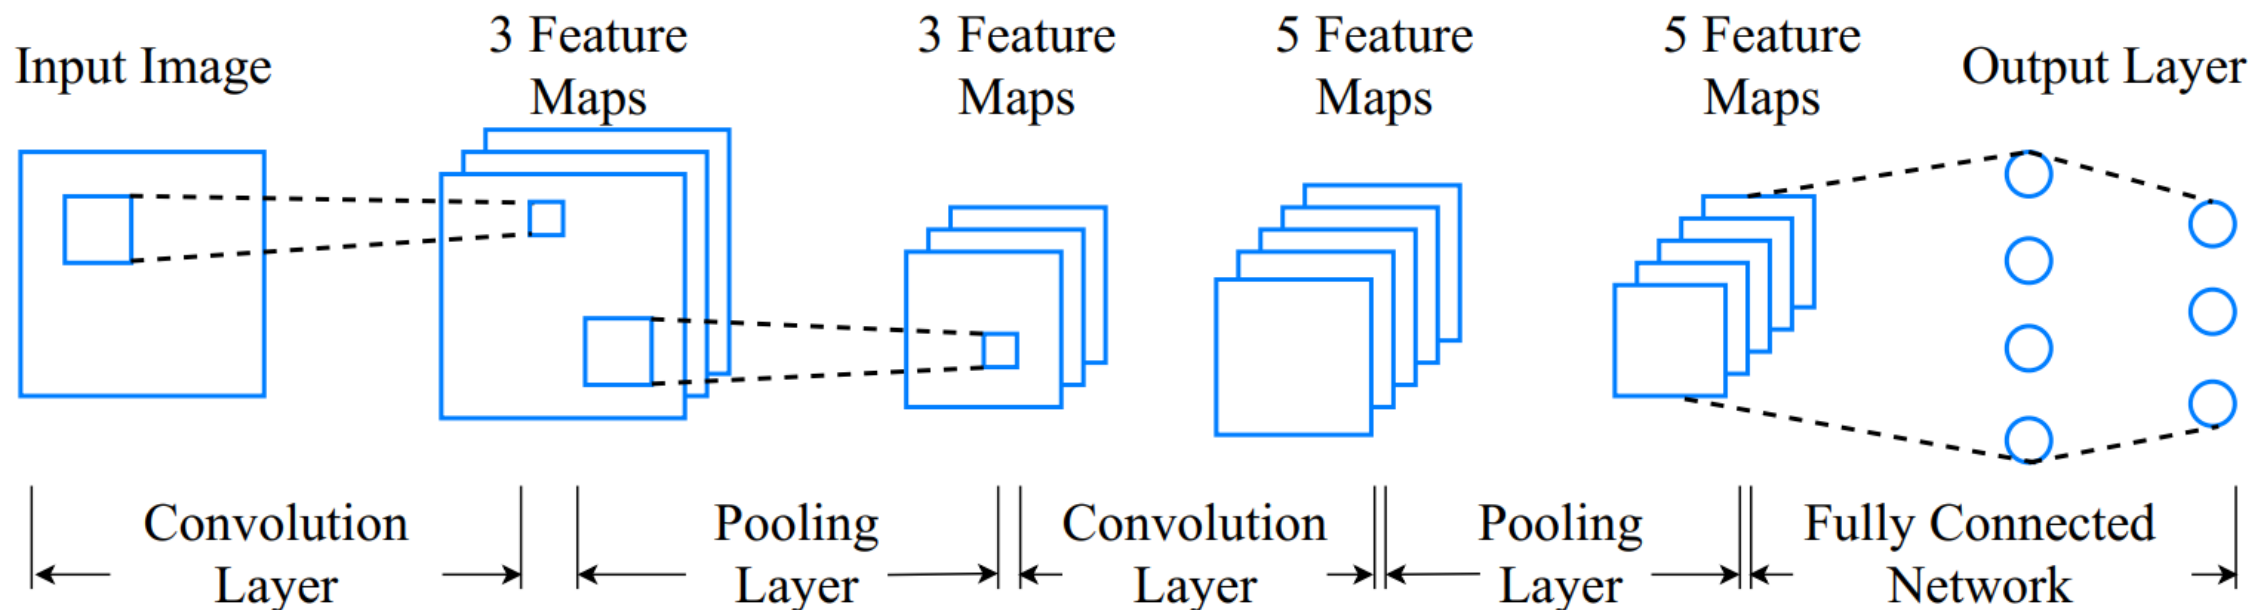 Input Image
3 Feature
Maps
3 Feature
Maps
5 Feature
Maps
5 Feature
Maps
Output Layer
Convolution
Layer
Pooling
Layer
Convolution
Layer
Pooling
Layer
Fully Connected
Network